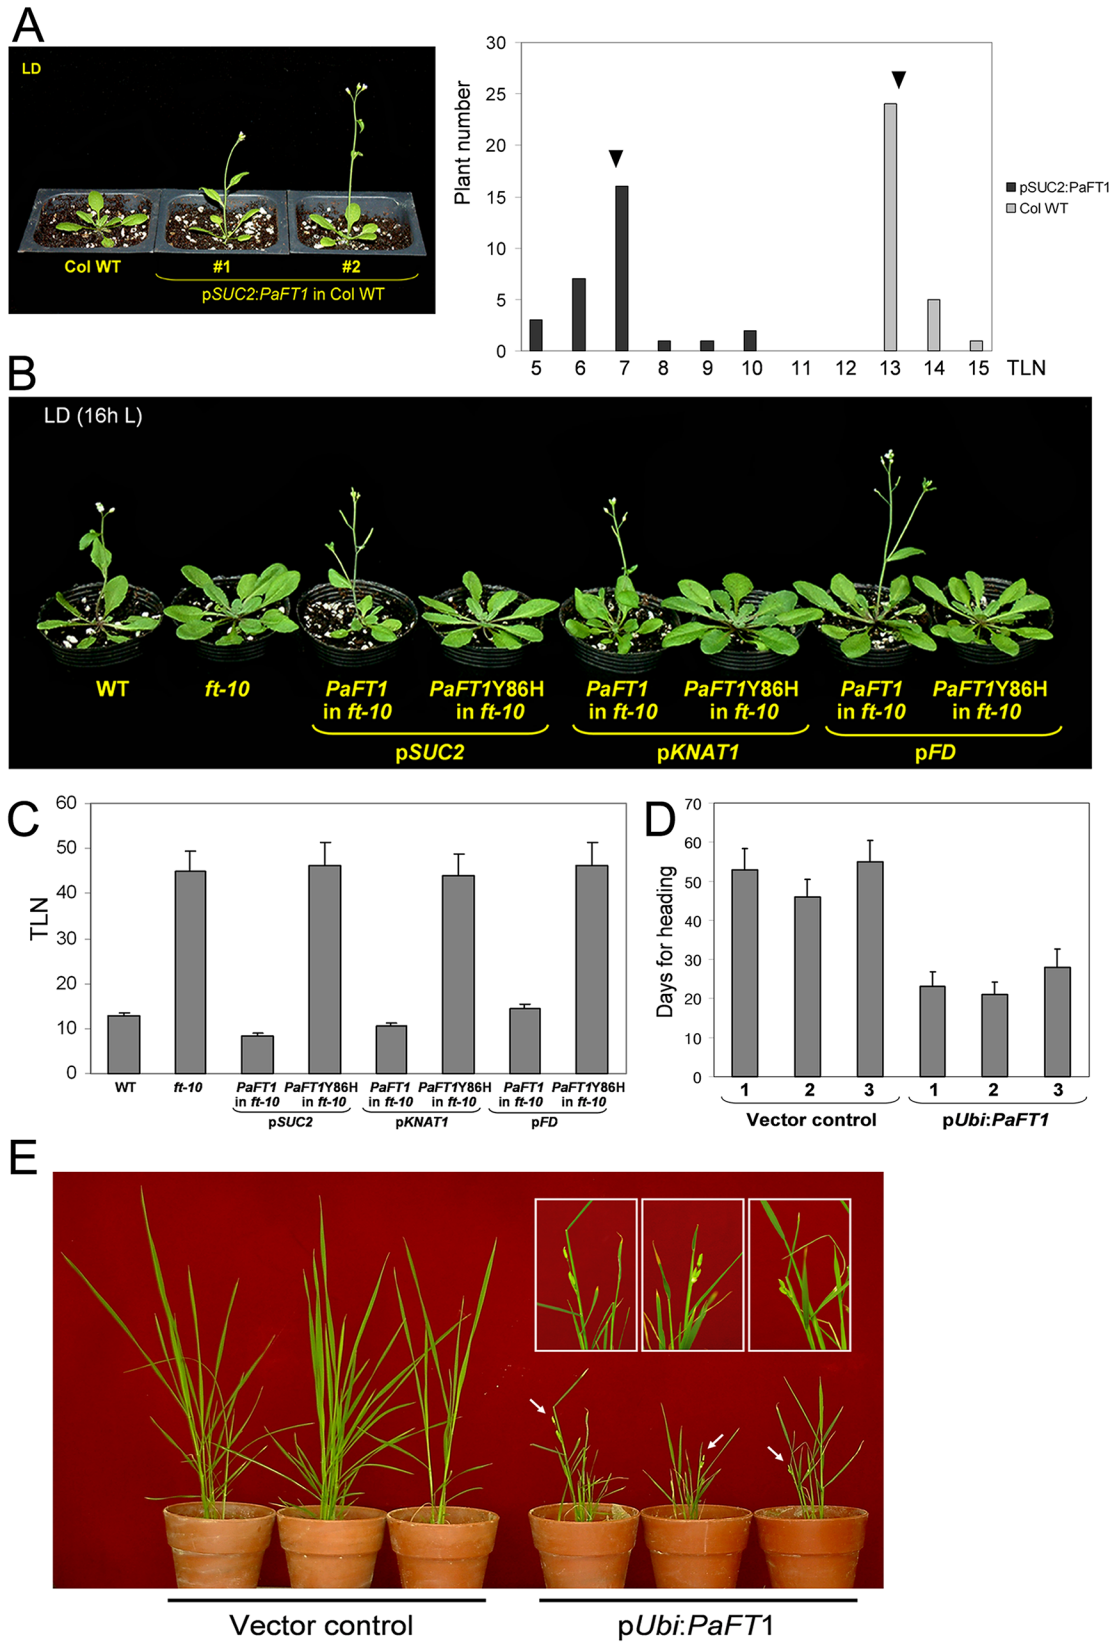 A
LD
Col WT
#1
#2
pSUC2:PaFT1 in Col WT
Plant number
30
25
20
15
10
5
0
5 6 7 8 9 10 11 12 13 14 15 TLN
pSUC2:PaFT1
Col WT
B
LD (16h L)
WT
ft-10
PaFT1 in ft-10
PaFT1Y86H in ft-10
PaFT1 in ft-10
PaFT1Y86H in ft-10
PaFT1 in ft-10
PaFT1Y86H in ft-10
pSUC2
pKNAT1
pFD
C
TLN
60
50
40
30
20
10
0
WT
ft-10
PaFT1 in ft-10
PaFT1Y86H in ft-10
PaFT1 in ft-10
PaFT1Y86H in ft-10
PaFT1 in ft-10
PaFT1Y86H in ft-10
pSUC2
pKNAT1
pFD
D
Days for heading
70
60
50
40
30
20
10
0
1 2 3 1 2 3
Vector control
pUbi:PaFT1
E
Vector control
pUbi:PaFT1